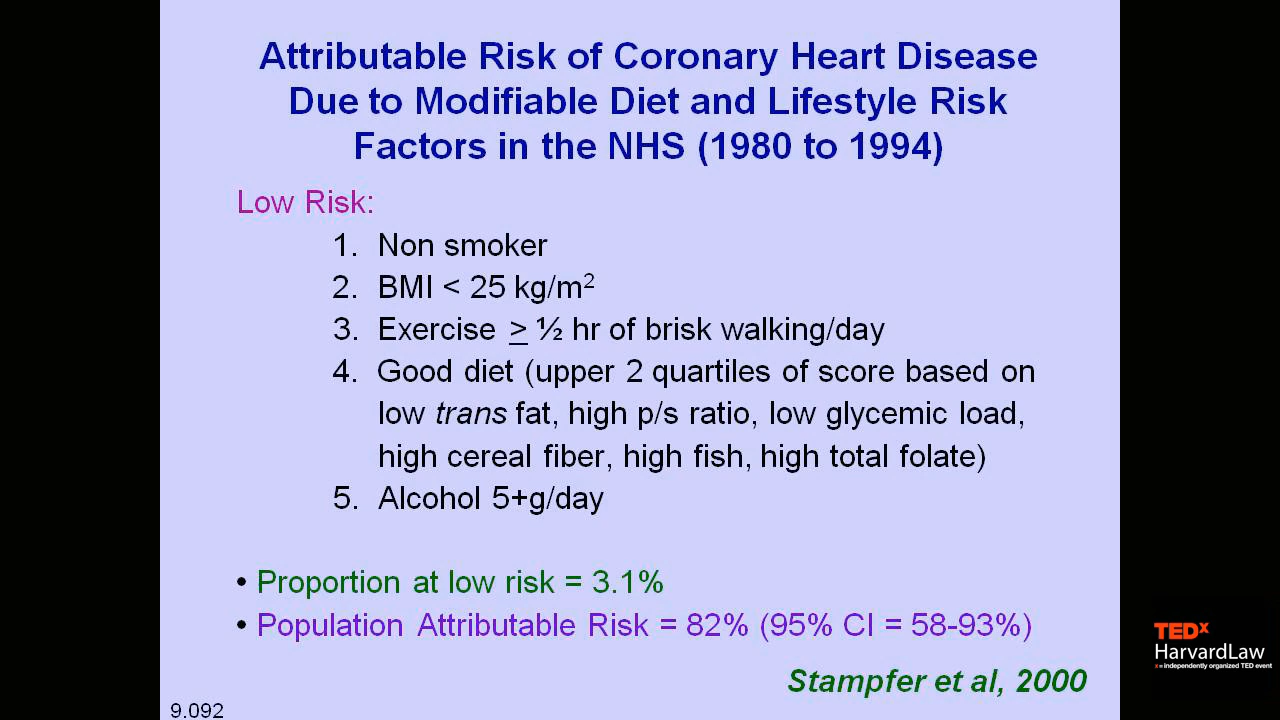 Attributable Risk of Coronary Heart Disease
Due to Modifiable Diet and Lifestyle Risk
Factors in the NHS (1980 to 1994)
Low Risk:
1. Non smoker
2. BMI < 25 kg/m²
3. Exercise ≥ ½ hr of brisk walking/day
4. Good diet (upper 2 quartiles of score based on
low trans fat, high p/s ratio, low glycemic load,
high cereal fiber, high fish, high total folate)
5. Alcohol 5+g/day
• Proportion at low risk = 3.1%
• Population Attributable Risk = 82% (95% CI = 58-93%)
Stampfer et al, 2000
9.092
TEDx
HarvardLaw
x = independently organized TED event